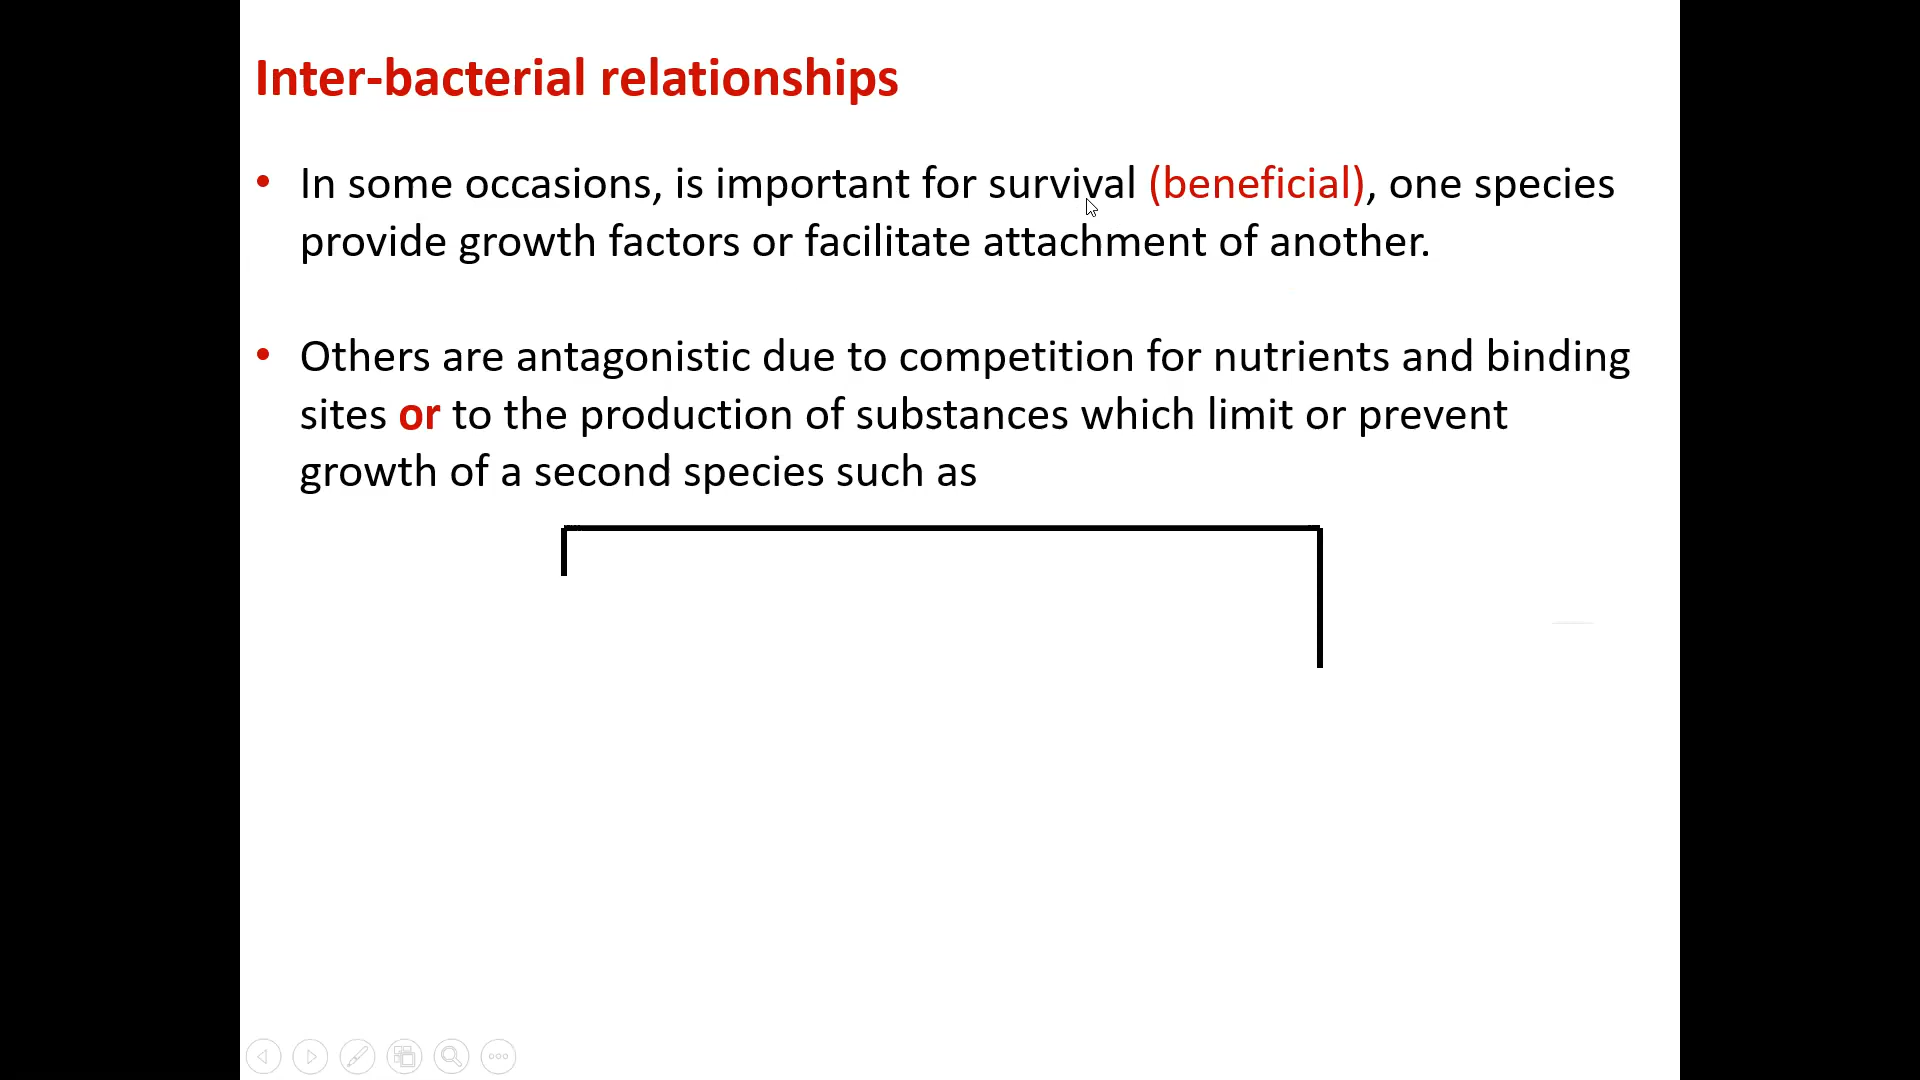 Inter-bacterial relationships
• In some occasions, is important for survival (beneficial), one species
provide growth factors or facilitate attachment of another.
• Others are antagonistic due to competition for nutrients and binding
sites or to the production of substances which limit or prevent
growth of a second species such as